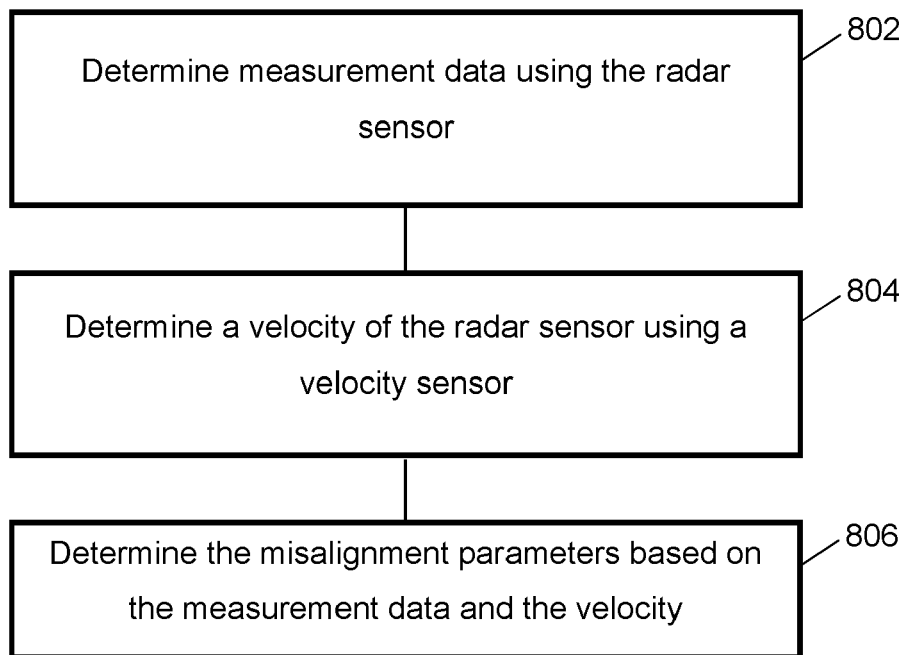 802
Determine measurement data using the radar
sensor
804
Determine a velocity of the radar sensor using a
velocity sensor
806
Determine the misalignment parameters based on
the measurement data and the velocity